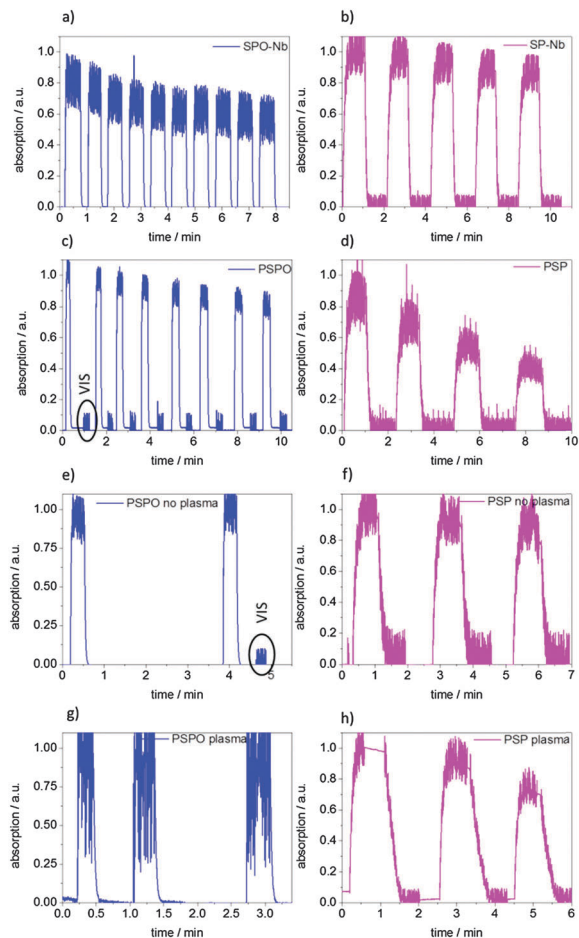 a)
SPO-Nb
absorption / a.u.
1.0
0.8
0.6
0.4
0.2
0.0
0 1 2 3 4 5 6 7 8
time / min
b)
SP-Nb
absorption / a.u.
1.0
0.8
0.6
0.4
0.2
0.0
0 2 4 6 8 10
time / min
c)
PSPO
absorption / a.u.
1.0
0.8
0.6
0.4
0.2
0.0
VIS
0 2 4 6 8 10
time / min
d)
PSP
absorption / a.u.
1.0
0.8
0.6
0.4
0.2
0.0
0 2 4 6 8 10
time / min
e)
PSPO no plasma
absorption / a.u.
1.00
0.75
0.50
0.25
0.00
VIS
0 1 2 3 4 5
time / min
f)
PSP no plasma
absorption / a.u.
1.0
0.8
0.6
0.4
0.2
0.0
0 1 2 3 4 5 6 7
time / min
g)
PSPO plasma
absorption / a.u.
1.00
0.75
0.50
0.25
0.00
0.0 0.5 1.0 1.5 2.0 2.5 3.0
time / min
h)
PSP plasma
absorption / a.u.
1.0
0.8
0.6
0.4
0.2
0.0
0 1 2 3 4 5 6
time / min